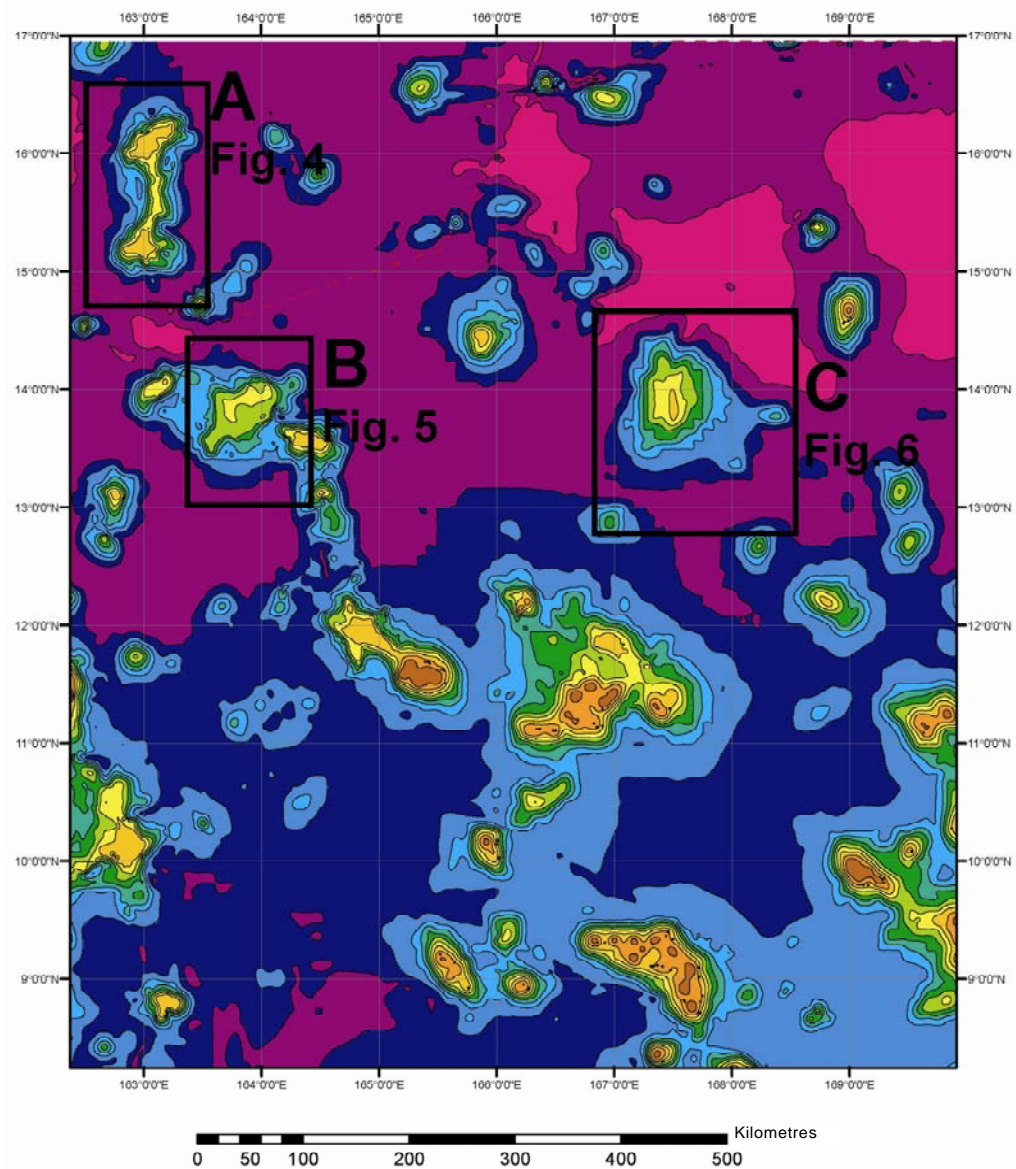 163°0'0"E 164°0'0"E 165°0'0"E 166°0'0"E 167°0'0"E 168°0'0"E 169°0'0"E
17°0'0"N 17°0'0"N
A
Fig. 4
16°0'0"N 16°0'0"N
15°0'0"N 15°0'0"N
B
Fig. 5
C
Fig. 6
14°0'0"N 14°0'0"N
13°0'0"N 13°0'0"N
12°0'0"N 12°0'0"N
11°0'0"N 11°0'0"N
10°0'0"N 10°0'0"N
9°0'0"N 9°0'0"N
163°0'0"E 164°0'0"E 165°0'0"E 166°0'0"E 167°0'0"E 168°0'0"E 169°0'0"E
Kilometres
0 50 100 200 300 400 500